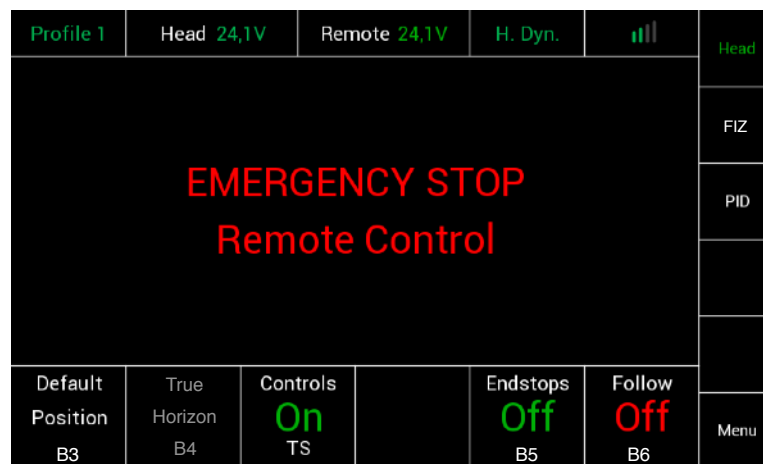 Profile 1
Head 24,1V
Remote 24,1V
H. Dyn.
Head
FIZ
PID
EMERGENCY STOP
Remote Control
Default
Position
B3
True
Horizon
B4
Controls
On
TS
Endstops
Off
B5
Follow
Off
B6
Menu